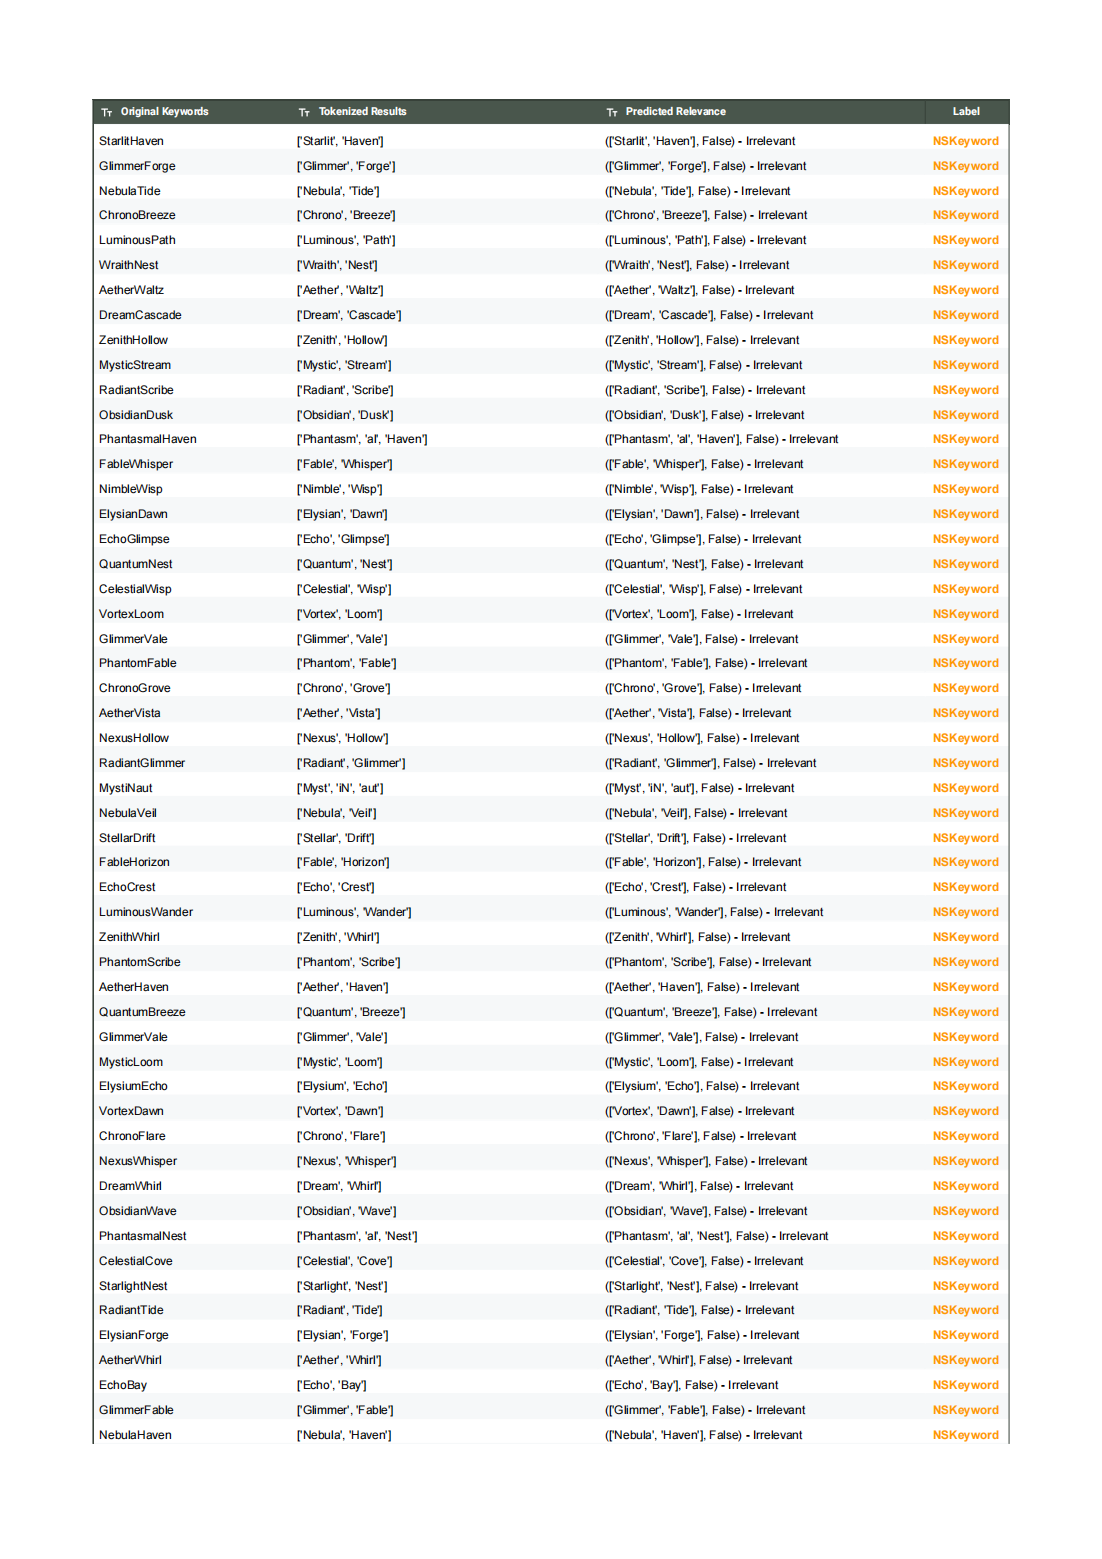 Tт Original Keywords Tт Tokenized Results Tт Predicted Relevance Label
StarlitHaven ['Starlit', 'Haven'] (['Starlit', 'Haven'], False) - Irrelevant NSKeyword
GlimmerForge ['Glimmer', 'Forge'] (['Glimmer', 'Forge'], False) - Irrelevant NSKeyword
NebulaTide ['Nebula', 'Tide'] (['Nebula', 'Tide'], False) - Irrelevant NSKeyword
ChronoBreeze ['Chrono', 'Breeze'] (['Chrono', 'Breeze'], False) - Irrelevant NSKeyword
LuminousPath ['Luminous', 'Path'] (['Luminous', 'Path'], False) - Irrelevant NSKeyword
WraithNest ['Wraith', 'Nest'] (['Wraith', 'Nest'], False) - Irrelevant NSKeyword
AetherWaltz ['Aether', 'Waltz'] (['Aether', 'Waltz'], False) - Irrelevant NSKeyword
DreamCascade ['Dream', 'Cascade'] (['Dream', 'Cascade'], False) - Irrelevant NSKeyword
ZenithHollow ['Zenith', 'Hollow'] (['Zenith', 'Hollow'], False) - Irrelevant NSKeyword
MysticStream ['Mystic', 'Stream'] (['Mystic', 'Stream'], False) - Irrelevant NSKeyword
RadiantScribe ['Radiant', 'Scribe'] (['Radiant', 'Scribe'], False) - Irrelevant NSKeyword
ObsidianDusk ['Obsidian', 'Dusk'] (['Obsidian', 'Dusk'], False) - Irrelevant NSKeyword
PhantasmalHaven ['Phantasm', 'al', 'Haven'] (['Phantasm', 'al', 'Haven'], False) - Irrelevant NSKeyword
FableWhisper ['Fable', 'Whisper'] (['Fable', 'Whisper'], False) - Irrelevant NSKeyword
NimbleWisp ['Nimble', 'Wisp'] (['Nimble', 'Wisp'], False) - Irrelevant NSKeyword
ElysianDawn ['Elysian', 'Dawn'] (['Elysian', 'Dawn'], False) - Irrelevant NSKeyword
EchoGlimpse ['Echo', 'Glimpse'] (['Echo', 'Glimpse'], False) - Irrelevant NSKeyword
QuantumNest ['Quantum', 'Nest'] (['Quantum', 'Nest'], False) - Irrelevant NSKeyword
CelestialWisp ['Celestial', 'Wisp'] (['Celestial', 'Wisp'], False) - Irrelevant NSKeyword
VortexLoom ['Vortex', 'Loom'] (['Vortex', 'Loom'], False) - Irrelevant NSKeyword
GlimmerVale ['Glimmer', 'Vale'] (['Glimmer', 'Vale'], False) - Irrelevant NSKeyword
PhantomFable ['Phantom', 'Fable'] (['Phantom', 'Fable'], False) - Irrelevant NSKeyword
ChronoGrove ['Chrono', 'Grove'] (['Chrono', 'Grove'], False) - Irrelevant NSKeyword
AetherVista ['Aether', 'Vista'] (['Aether', 'Vista'], False) - Irrelevant NSKeyword
NexusHollow ['Nexus', 'Hollow'] (['Nexus', 'Hollow'], False) - Irrelevant NSKeyword
RadiantGlimmer ['Radiant', 'Glimmer'] (['Radiant', 'Glimmer'], False) - Irrelevant NSKeyword
MystiNaut ['Myst', 'iN', 'aut'] (['Myst', 'iN', 'aut'], False) - Irrelevant NSKeyword
NebulaVeil ['Nebula', 'Veil'] (['Nebula', 'Veil'], False) - Irrelevant NSKeyword
StellarDrift ['Stellar', 'Drift'] (['Stellar', 'Drift'], False) - Irrelevant NSKeyword
FableHorizon ['Fable', 'Horizon'] (['Fable', 'Horizon'], False) - Irrelevant NSKeyword
EchoCrest ['Echo', 'Crest'] (['Echo', 'Crest'], False) - Irrelevant NSKeyword
LuminousWander ['Luminous', 'Wander'] (['Luminous', 'Wander'], False) - Irrelevant NSKeyword
ZenithWhirl ['Zenith', 'Whirl'] (['Zenith', 'Whirl'], False) - Irrelevant NSKeyword
PhantomScribe ['Phantom', 'Scribe'] (['Phantom', 'Scribe'], False) - Irrelevant NSKeyword
AetherHaven ['Aether', 'Haven'] (['Aether', 'Haven'], False) - Irrelevant NSKeyword
QuantumBreeze ['Quantum', 'Breeze'] (['Quantum', 'Breeze'], False) - Irrelevant NSKeyword
GlimmerVale ['Glimmer', 'Vale'] (['Glimmer', 'Vale'], False) - Irrelevant NSKeyword
MysticLoom ['Mystic', 'Loom'] (['Mystic', 'Loom'], False) - Irrelevant NSKeyword
ElysiumEcho ['Elysium', 'Echo'] (['Elysium', 'Echo'], False) - Irrelevant NSKeyword
VortexDawn ['Vortex', 'Dawn'] (['Vortex', 'Dawn'], False) - Irrelevant NSKeyword
ChronoFlare ['Chrono', 'Flare'] (['Chrono', 'Flare'], False) - Irrelevant NSKeyword
NexusWhisper ['Nexus', 'Whisper'] (['Nexus', 'Whisper'], False) - Irrelevant NSKeyword
DreamWhirl ['Dream', 'Whirl'] (['Dream', 'Whirl'], False) - Irrelevant NSKeyword
ObsidianWave ['Obsidian', 'Wave'] (['Obsidian', 'Wave'], False) - Irrelevant NSKeyword
PhantasmalNest ['Phantasm', 'al', 'Nest'] (['Phantasm', 'al', 'Nest'], False) - Irrelevant NSKeyword
CelestialCove ['Celestial', 'Cove'] (['Celestial', 'Cove'], False) - Irrelevant NSKeyword
StarlightNest ['Starlight', 'Nest'] (['Starlight', 'Nest'], False) - Irrelevant NSKeyword
RadiantTide ['Radiant', 'Tide'] (['Radiant', 'Tide'], False) - Irrelevant NSKeyword
ElysianForge ['Elysian', 'Forge'] (['Elysian', 'Forge'], False) - Irrelevant NSKeyword
AetherWhirl ['Aether', 'Whirl'] (['Aether', 'Whirl'], False) - Irrelevant NSKeyword
EchoBay ['Echo', 'Bay'] (['Echo', 'Bay'], False) - Irrelevant NSKeyword
GlimmerFable ['Glimmer', 'Fable'] (['Glimmer', 'Fable'], False) - Irrelevant NSKeyword
NebulaHaven ['Nebula', 'Haven'] (['Nebula', 'Haven'], False) - Irrelevant NSKeyword